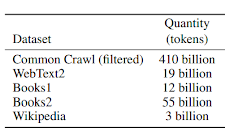 Quantity
Dataset (tokens)
Common Crawl (filtered) 410 billion
WebText2 19 billion
Books1 12 billion
Books2 55 billion
Wikipedia 3 billion